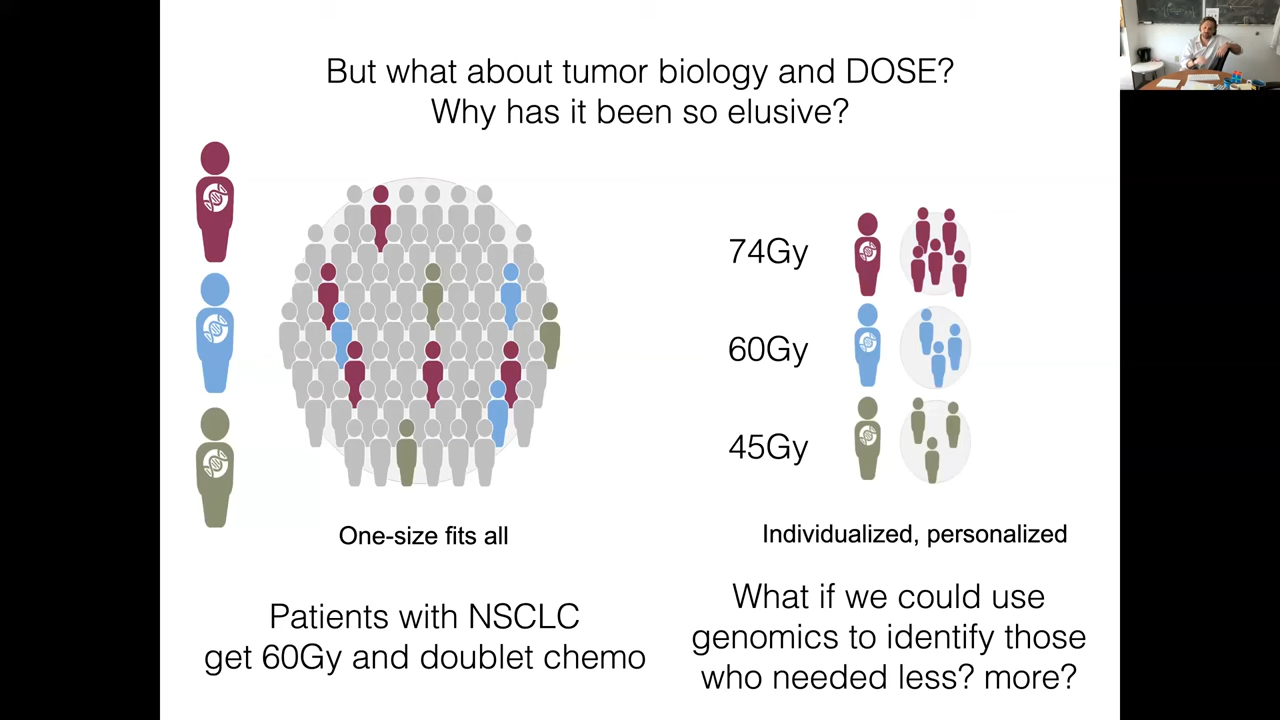 But what about tumor biology and DOSE?
Why has it been so elusive?
74Gy
60Gy
45Gy
One-size fits all
Individualized, personalized
Patients with NSCLC
get 60Gy and doublet chemo
What if we could use
genomics to identify those
who needed less? more?